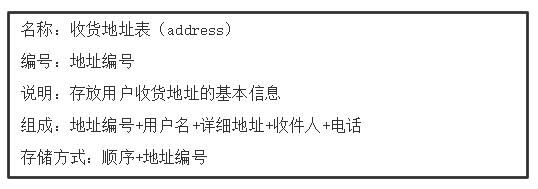 名称：收货地址表（address）
编号：地址编号
说明：存放用户收货地址的基本信息
组成：地址编号+用户名+详细地址+收件人+电话
存储方式：顺序+地址编号